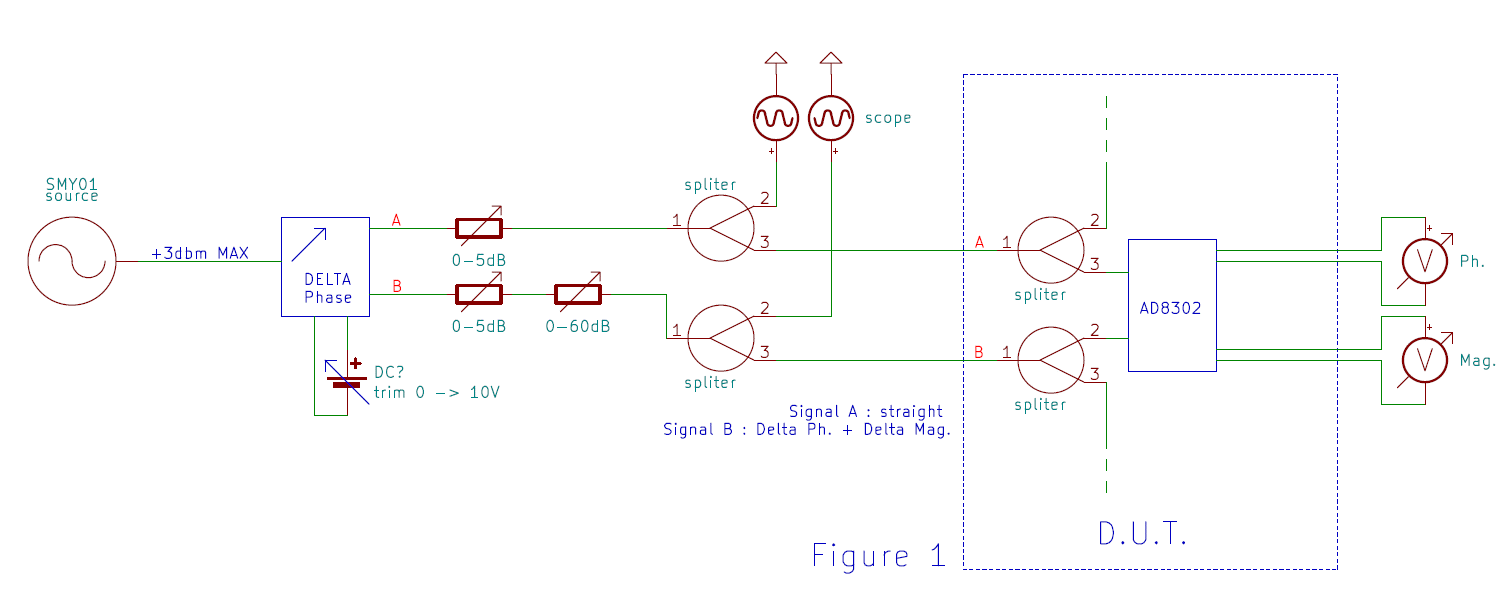 scope
+
+
SMY01
source
spliter
2
1
3
A
+3dbm MAX
DELTA
Phase
A
0-5dB
B
0-5dB
0-60dB
spliter
2
1
3
B
+
DC?
trim 0 -> 10V
Signal A : straight
Signal B : Delta Ph. + Delta Mag.
1
2
3
spliter
1
2
3
spliter
AD8302
+
V
Ph.
+
V
Mag.
D.U.T.
Figure 1